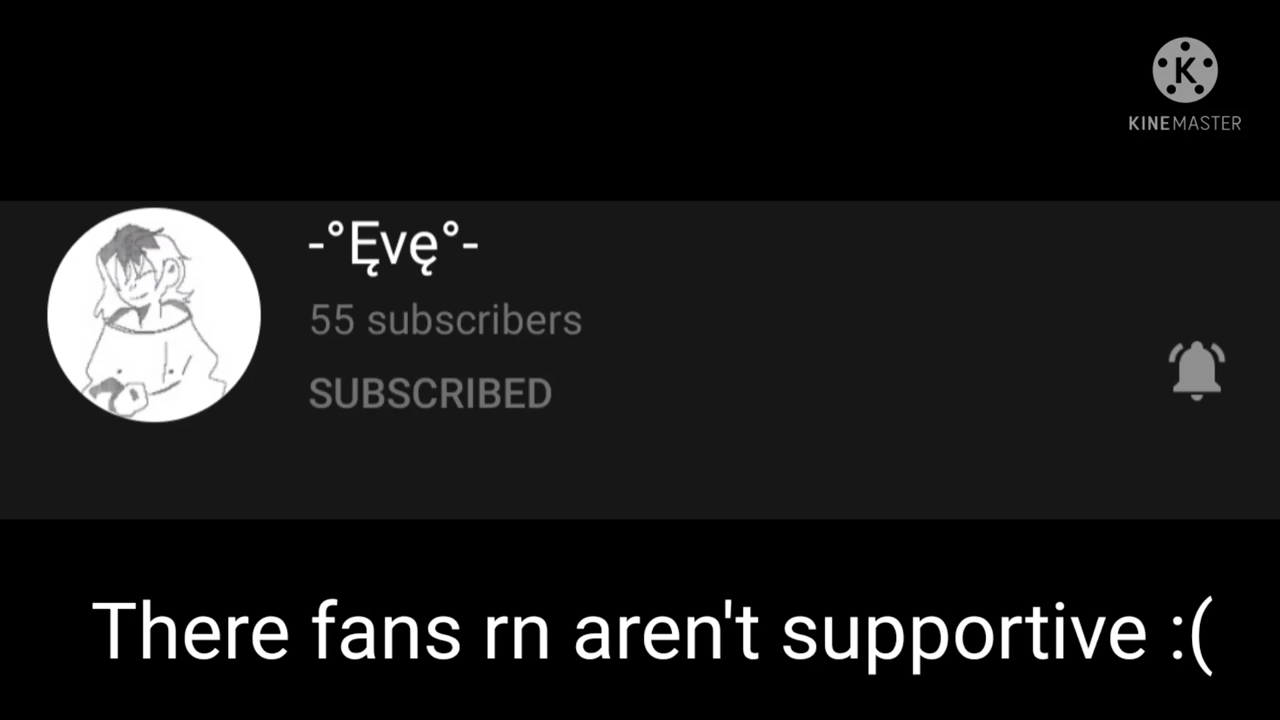 K
KINEMASTER
-°Ęvę°-
55 subscribers
SUBSCRIBED
There fans rn aren't supportive :(